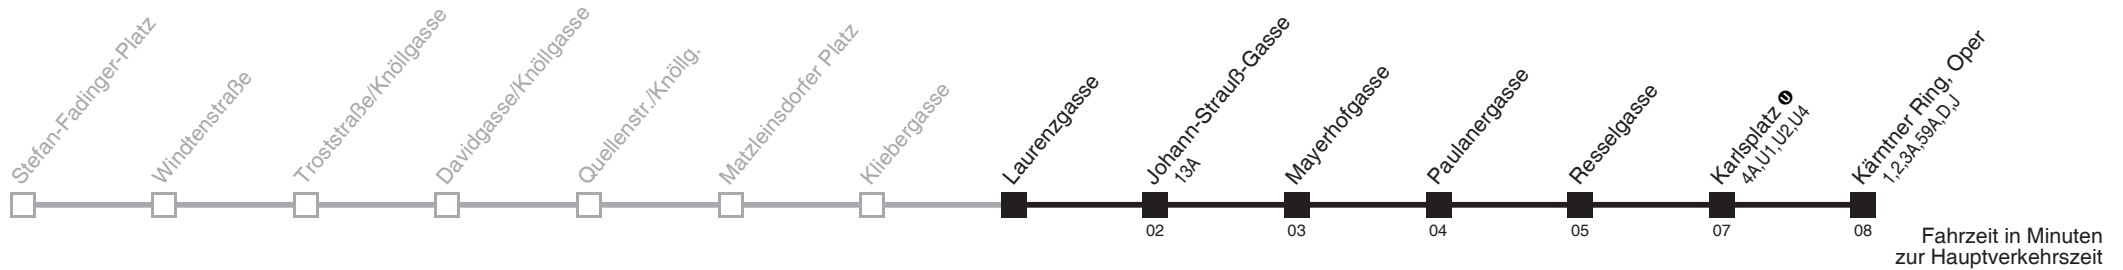 Stefan-Fadinger-Platz
Windtenstraße
Troststraße/Knöllgasse
Davidgasse/Knöllgasse
Quellenstr./Knöllg.
Matzleinsdorfer Platz
Kliebergasse
Laurenzgasse
Johann-Strauß-Gasse
13A
Mayerhofgasse
Paulanergasse
Resselgasse
Karlsplatz U
4A,U1,U2,U4
Kärntner Ring, Oper
1,2,3A,59A,D,J
02
03
04
05
07
08
Fahrzeit in Minuten
zur Hauptverkehrszeit